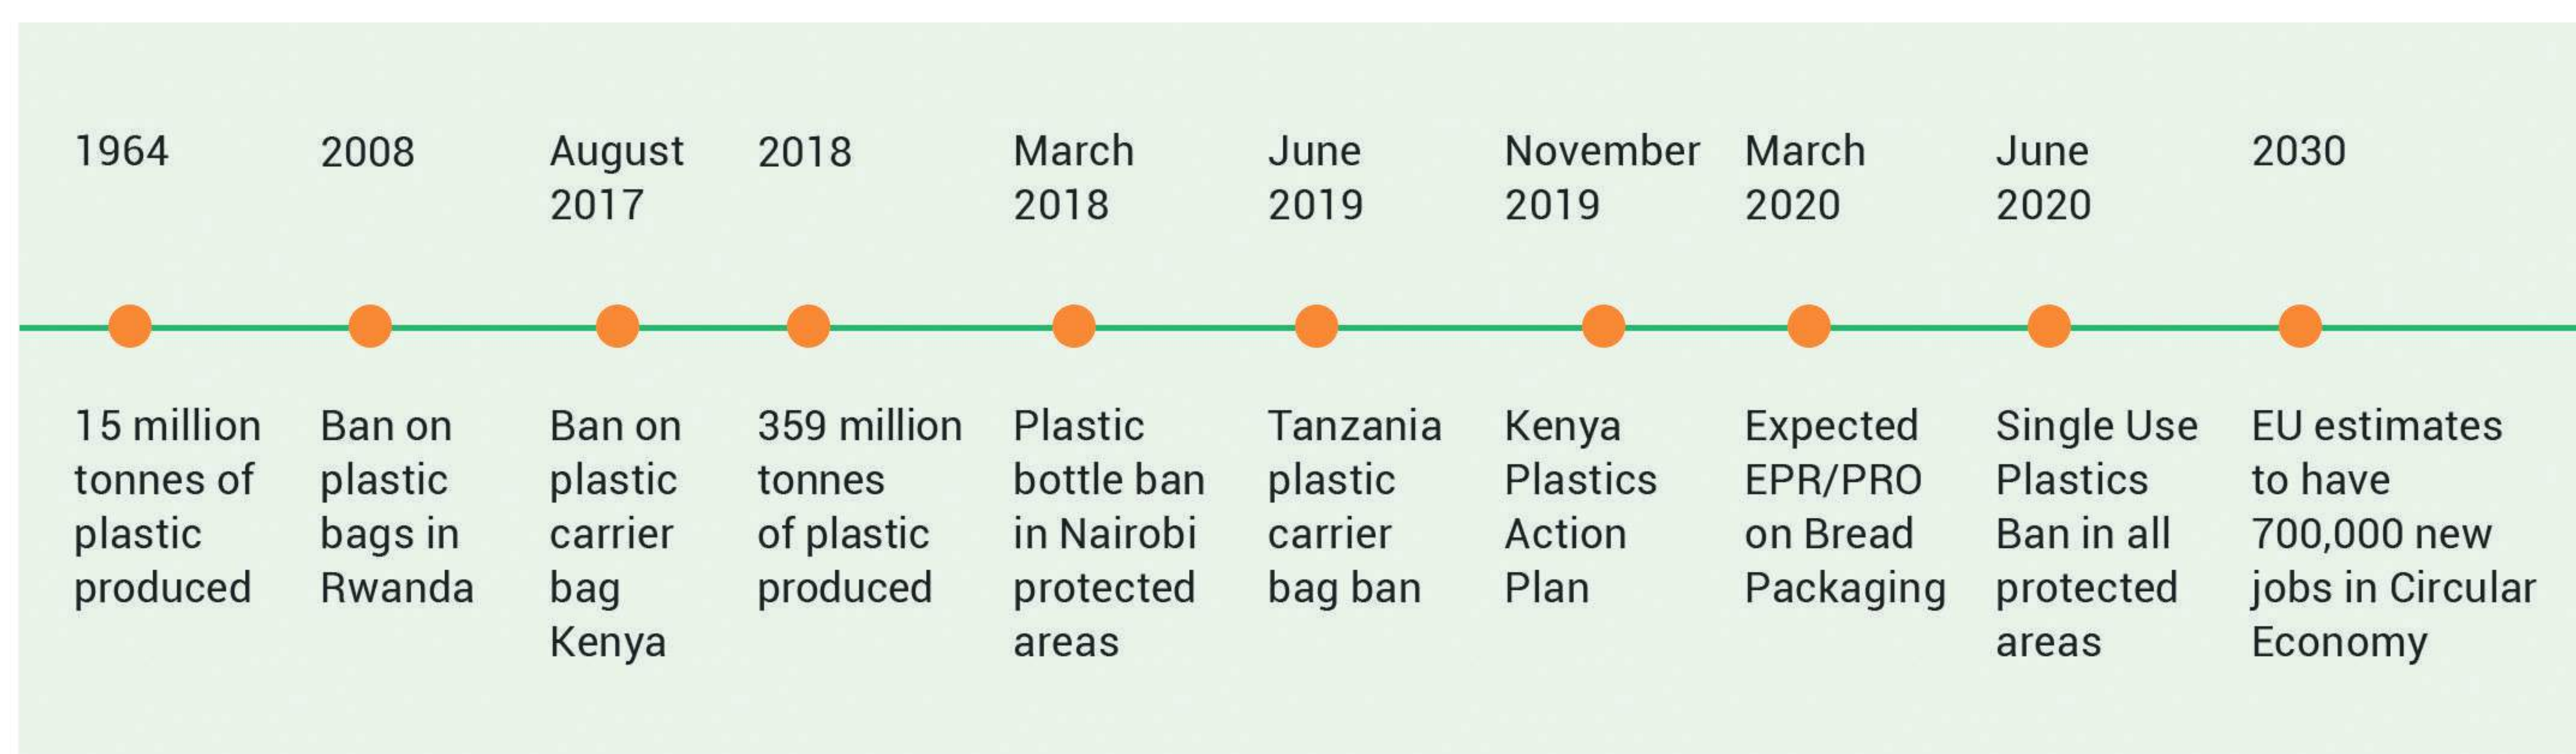 1964
15 million
tonnes of
plastic
produced
2008
Ban on
plastic
bags in
Rwanda
August
2017
Ban on
plastic
carrier
bag
Kenya
2018
359 million
tonnes
of plastic
produced
March
2018
Plastic
bottle ban
in Nairobi
protected
areas
June
2019
Tanzania
plastic
carrier
bag ban
November
2019
Kenya
Plastics
Action
Plan
March
2020
Expected
EPR/PRO
on Bread
Packaging
June
2020
Single Use
Plastics
Ban in all
protected
areas
2030
EU estimates
to have
700,000 new
jobs in Circular
Economy